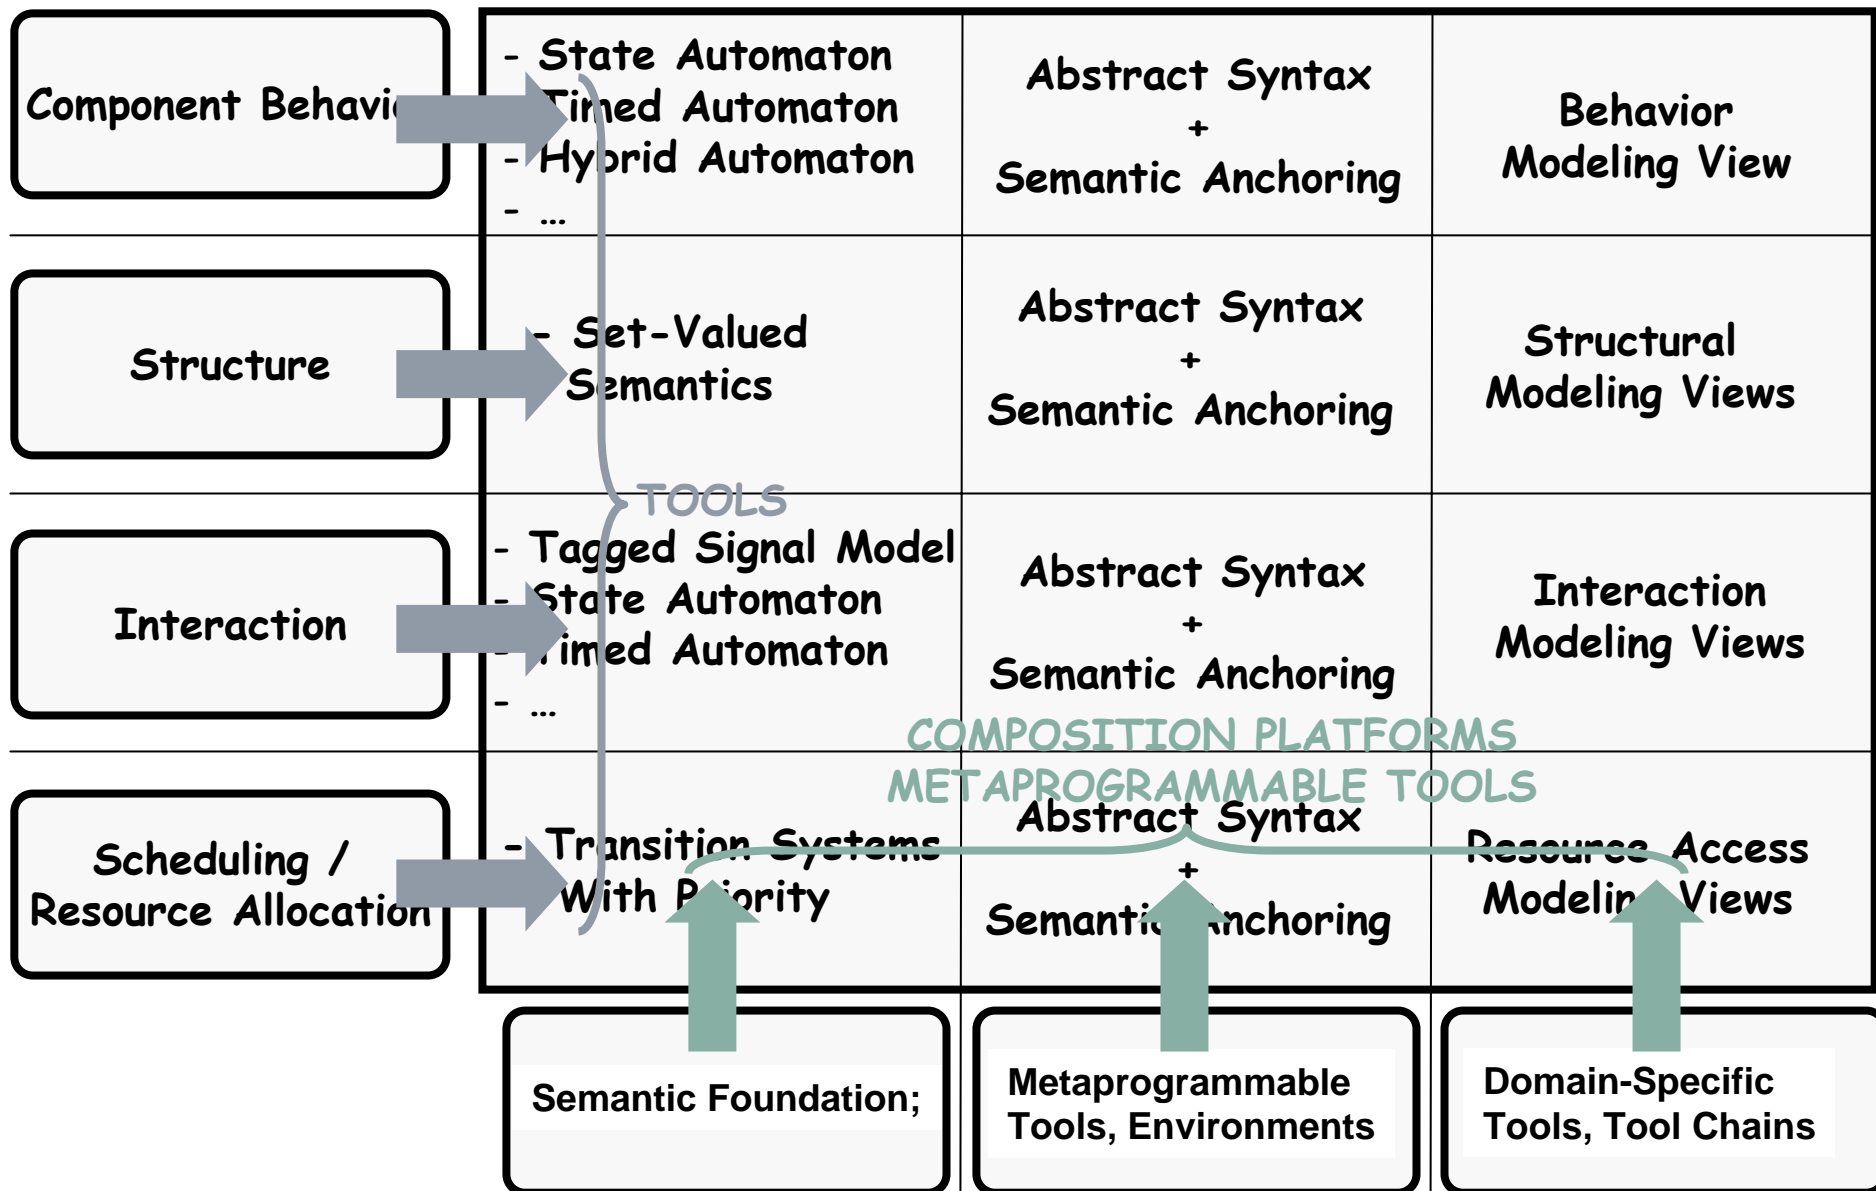 Component Behavior
- State Automaton
- Timed Automaton
- Hybrid Automaton
- ...
Abstract Syntax
+
Semantic Anchoring
Behavior
Modeling View
Structure
- Set-Valued
Semantics
Abstract Syntax
+
Semantic Anchoring
Structural
Modeling Views
TOOLS
Interaction
- Tagged Signal Model
- State Automaton
- Timed Automaton
- ...
Abstract Syntax
+
Semantic Anchoring
Interaction
Modeling Views
COMPOSITION PLATFORMS
METAPROGRAMMABLE TOOLS
Scheduling /
Resource Allocation
- Transition Systems
With Priority
Abstract Syntax
+
Semantic Anchoring
Resource Access
Modeling Views
Semantic Foundation;
Metaprogrammable
Tools, Environments
Domain-Specific
Tools, Tool Chains